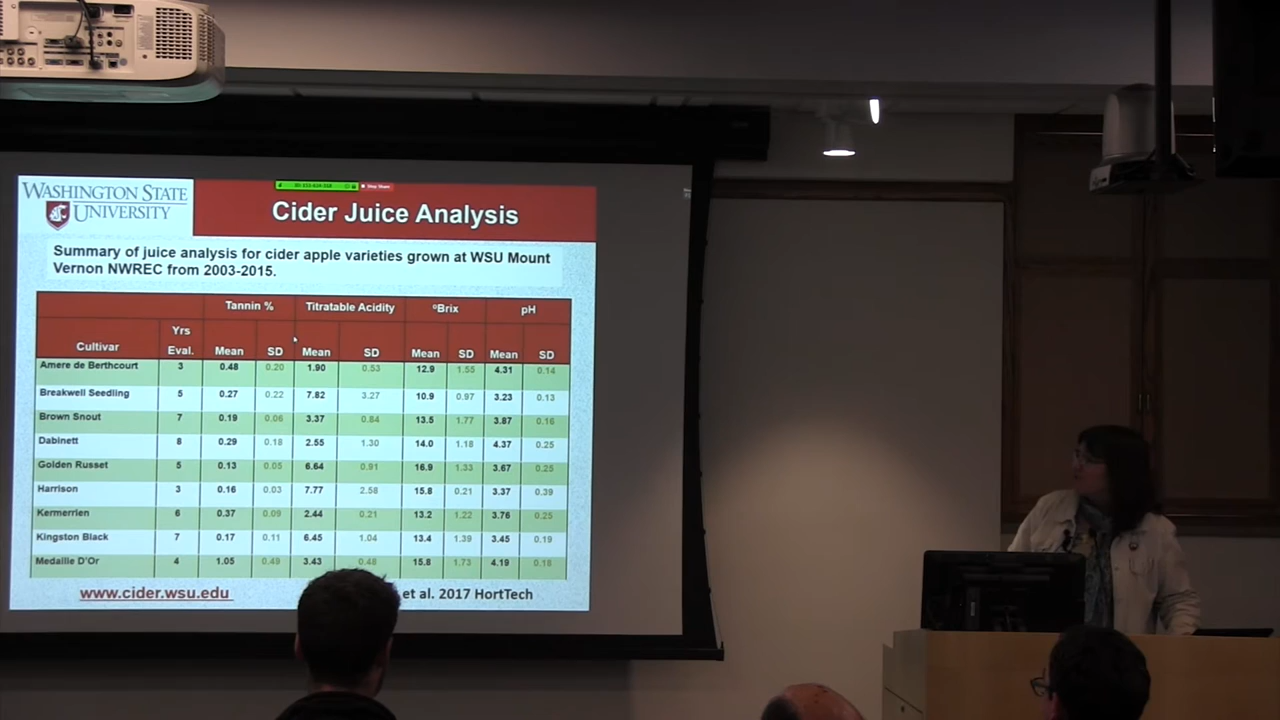 WASHINGTON STATE
UNIVERSITY
Stop Share
Cider Juice Analysis
Summary of juice analysis for cider apple varieties grown at WSU Mount
Vernon NWREC from 2003-2015.
Tannin % Titratable Acidity ºBrix pH
Cultivar Yrs Eval. Mean SD Mean SD Mean SD Mean SD
Amere de Berthcourt 3 0.48 0.20 1.90 0.53 12.9 1.55 4.31 0.14
Breakwell Seedling 5 0.27 0.22 7.82 3.27 10.9 0.97 3.23 0.13
Brown Snout 7 0.19 0.06 3.37 0.84 13.5 1.77 3.87 0.16
Dabinett 8 0.29 0.18 2.55 1.30 14.0 1.18 4.37 0.25
Golden Russet 5 0.13 0.05 6.64 0.91 16.9 1.33 3.67 0.25
Harrison 3 0.16 0.03 7.77 2.58 15.8 0.21 3.37 0.39
Kermerrien 6 0.37 0.09 2.44 0.21 13.2 1.22 3.76 0.25
Kingston Black 7 0.17 0.11 6.45 1.04 13.4 1.39 3.45 0.19
Medaille D'Or 4 1.05 0.49 3.43 0.48 15.8 1.73 4.19 0.18
www.cider.wsu.edu et al. 2017 HortTech